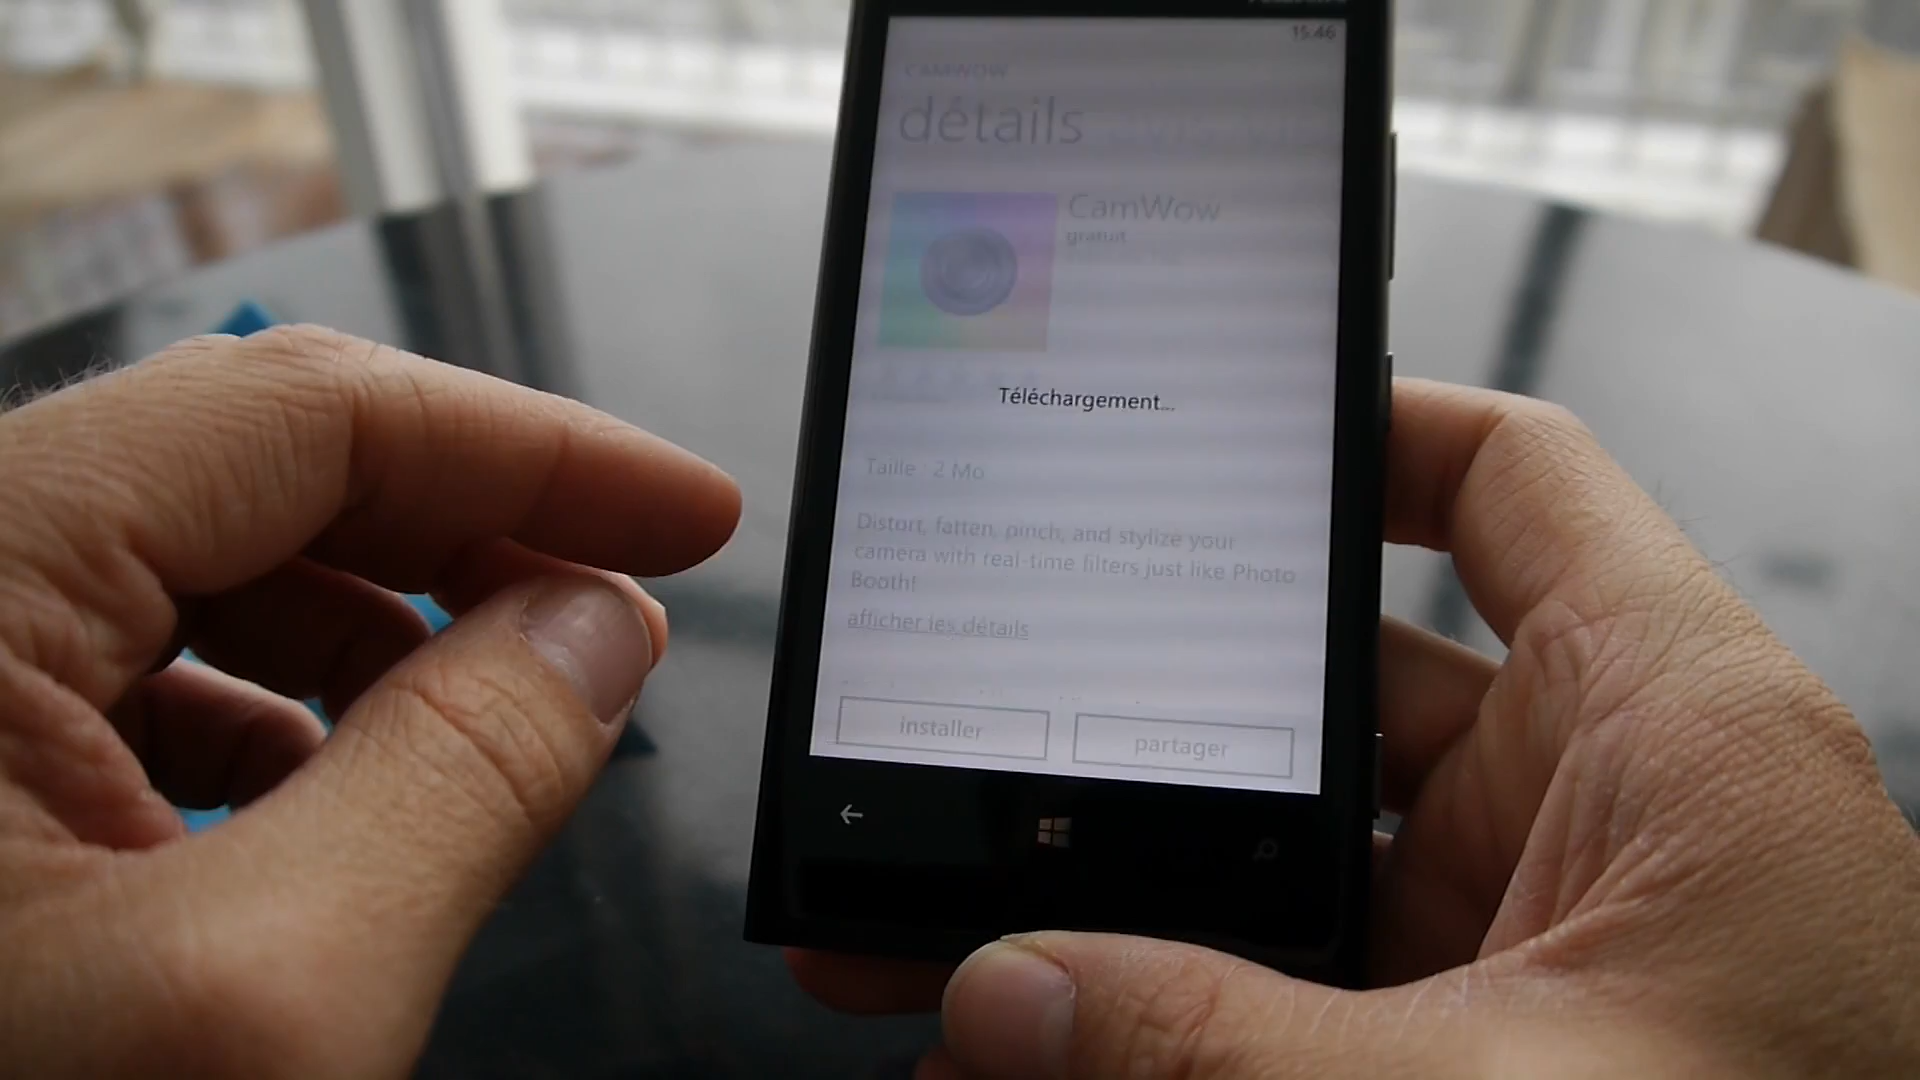 15:46
CAMWOW
détails
CamWow
gratuit
Téléchargement...
Taille : 2 Mo
Distort, fatten, pinch, and stylize your
camera with real-time filters just like Photo
Booth!
afficher les détails
installer
partager